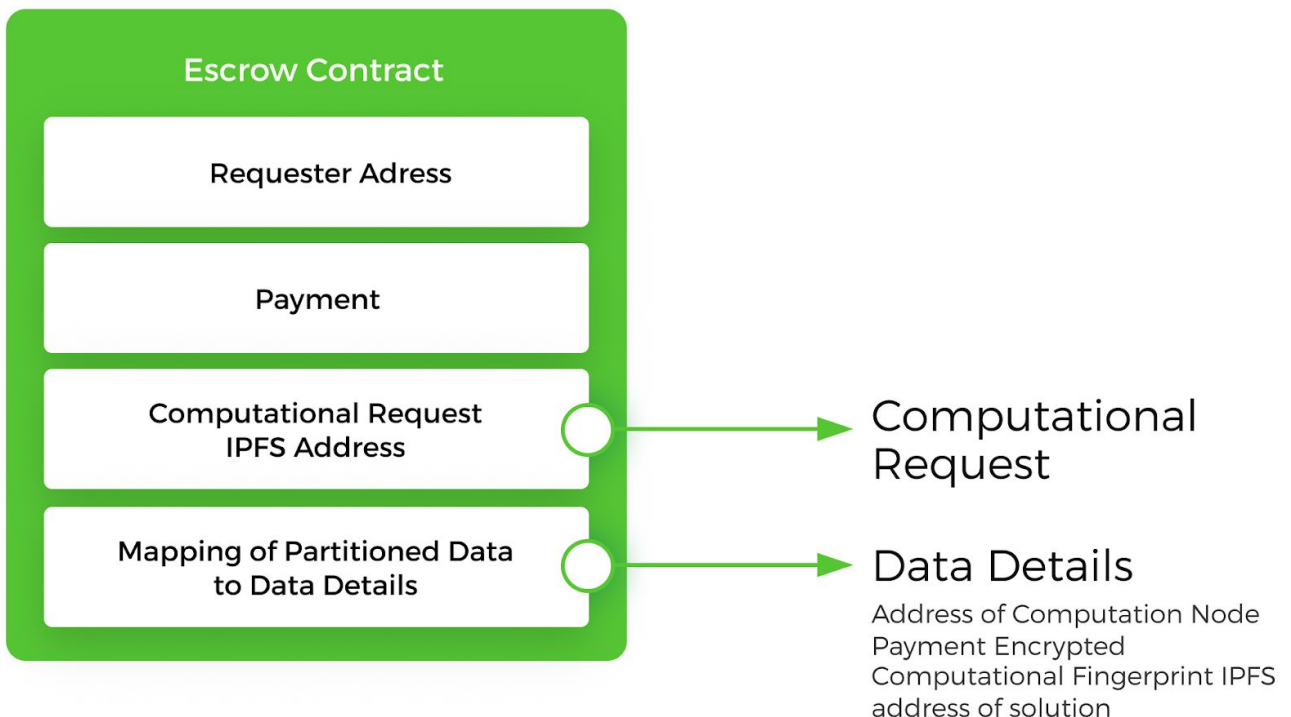 Escrow Contract
Requester Adress
Payment
Computational Request
IPFS Address
Mapping of Partitioned Data
to Data Details
Computational
Request
Data Details
Address of Computation Node
Payment Encrypted
Computational Fingerprint IPFS
address of solution